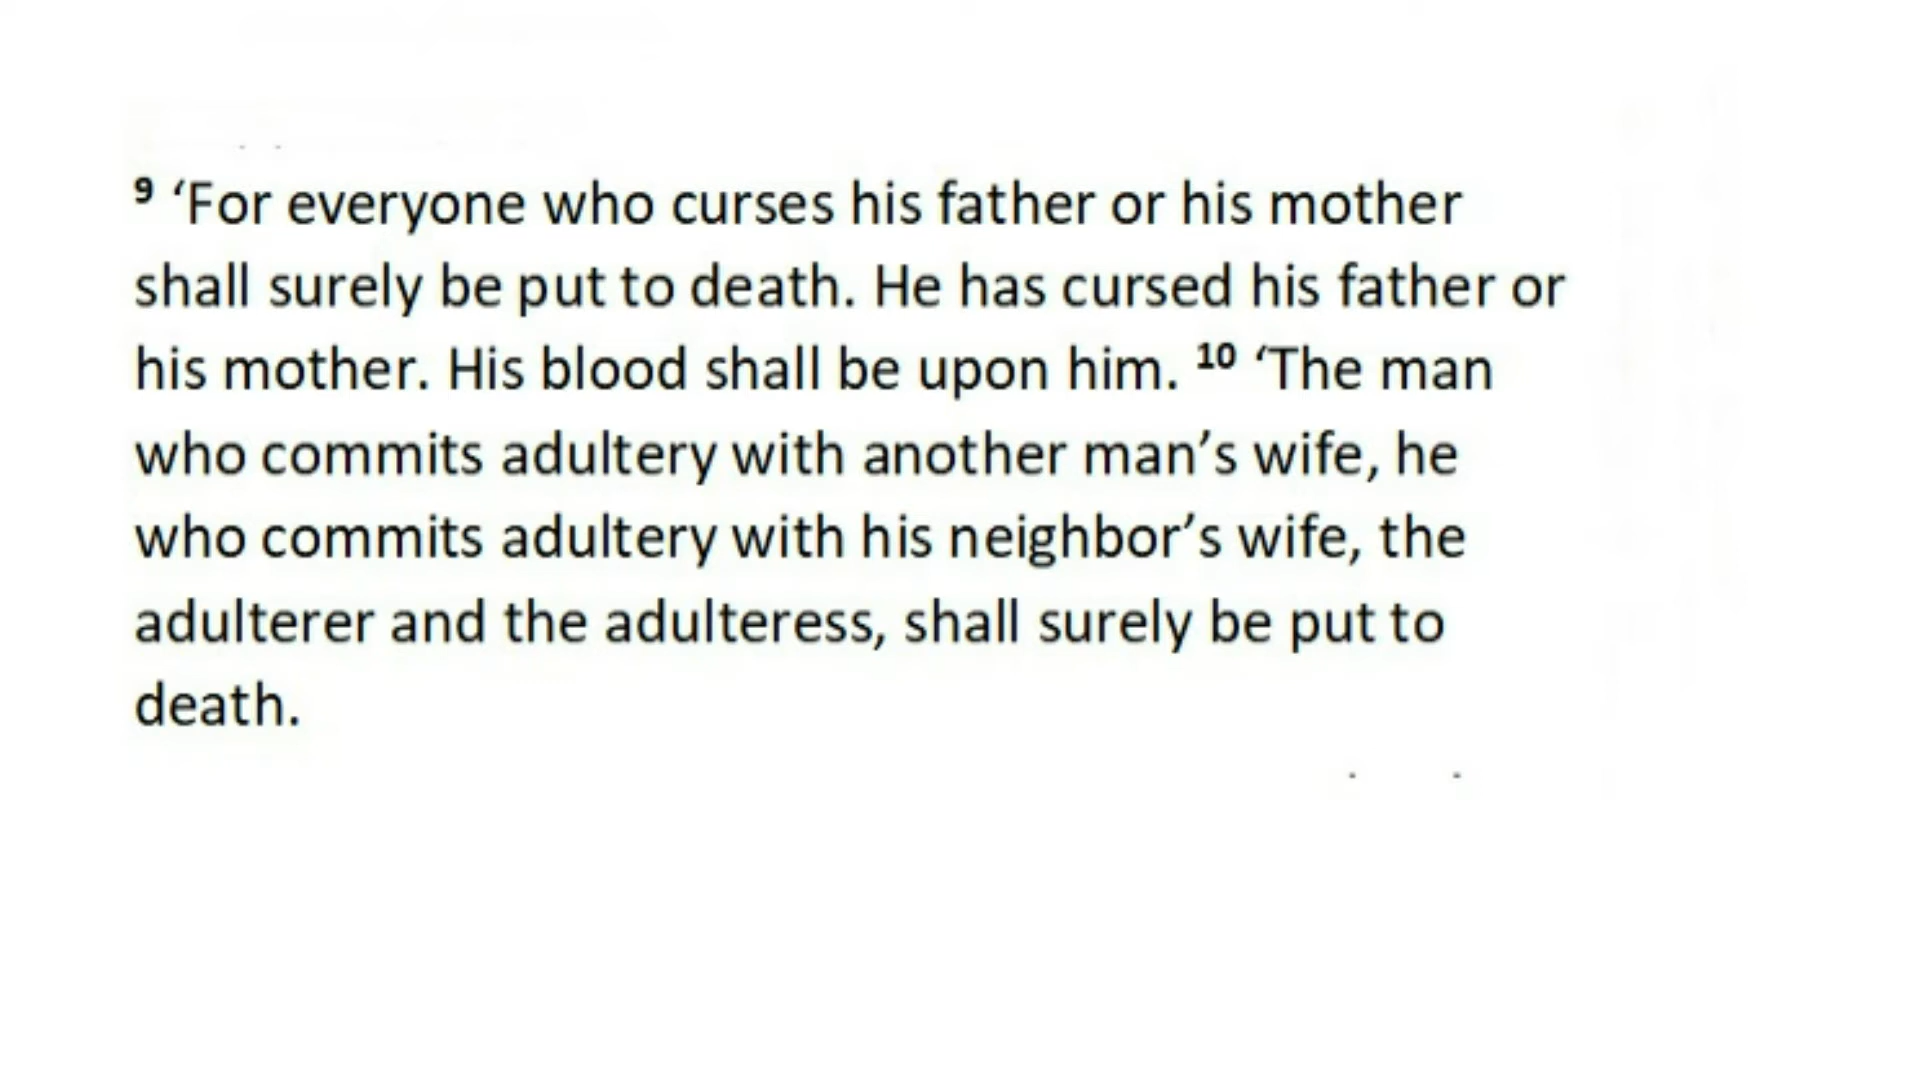 ⁹ ‘For everyone who curses his father or his mother
shall surely be put to death. He has cursed his father or
his mother. His blood shall be upon him. ¹⁰ ‘The man
who commits adultery with another man’s wife, he
who commits adultery with his neighbor’s wife, the
adulterer and the adulteress, shall surely be put to
death.